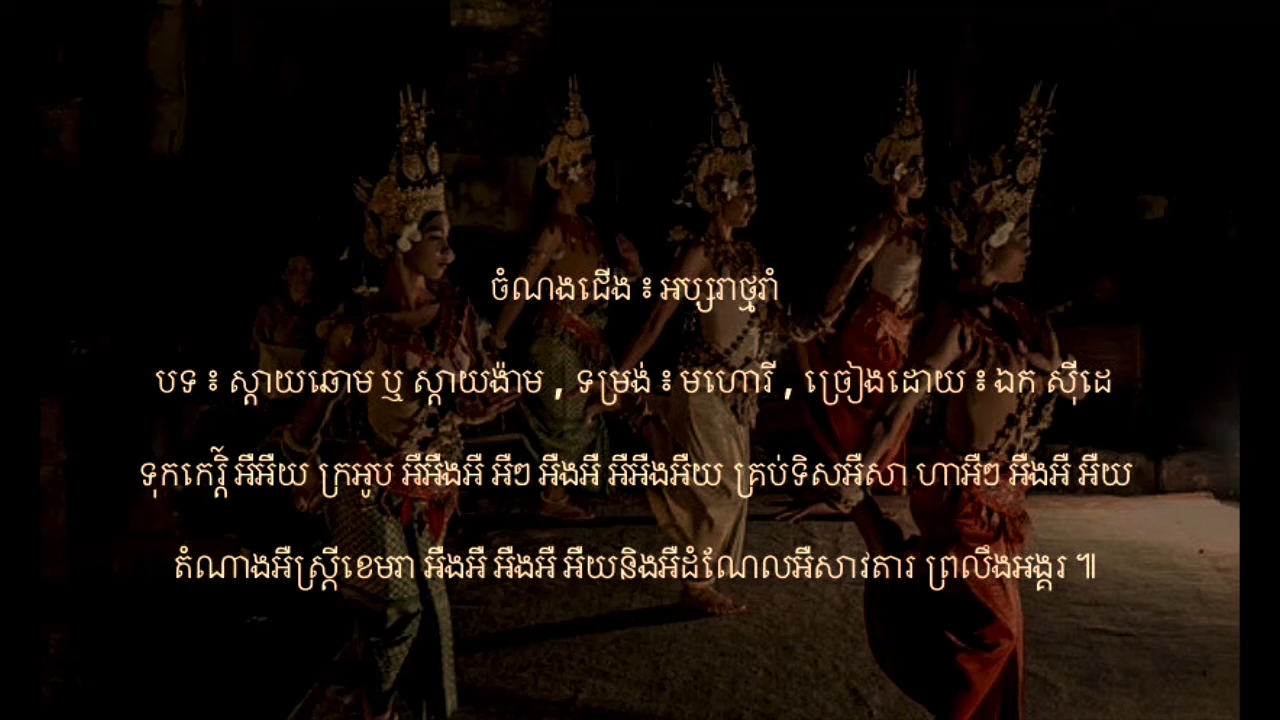 ចំណងជើង ៖ អប្សរាថ្មរាំ
បទ ៖ ស្ដាយឆោម ឬ ស្ដាយង៉ាម , ទម្រង់ ៖ មហោរី , ច្រៀងដោយ ៖ ឯក ស៊ីដេ
ទុកកេរ្តិ៍ អឺអឺយ ក្រអូប អឺអឺងអឺ អឺៗ អឺងអឺ អឺអឺងអឺយ គ្រប់ទិសអឺសា ហាអឺៗ អឺងអឺ អឺយ
តំណាងអឺស្ត្រីខេមរា អឺងអឺ អឺងអឺ អឺយនិងអឺដំណែលអឺសាវតារ ព្រលឹងអង្គរ ៕